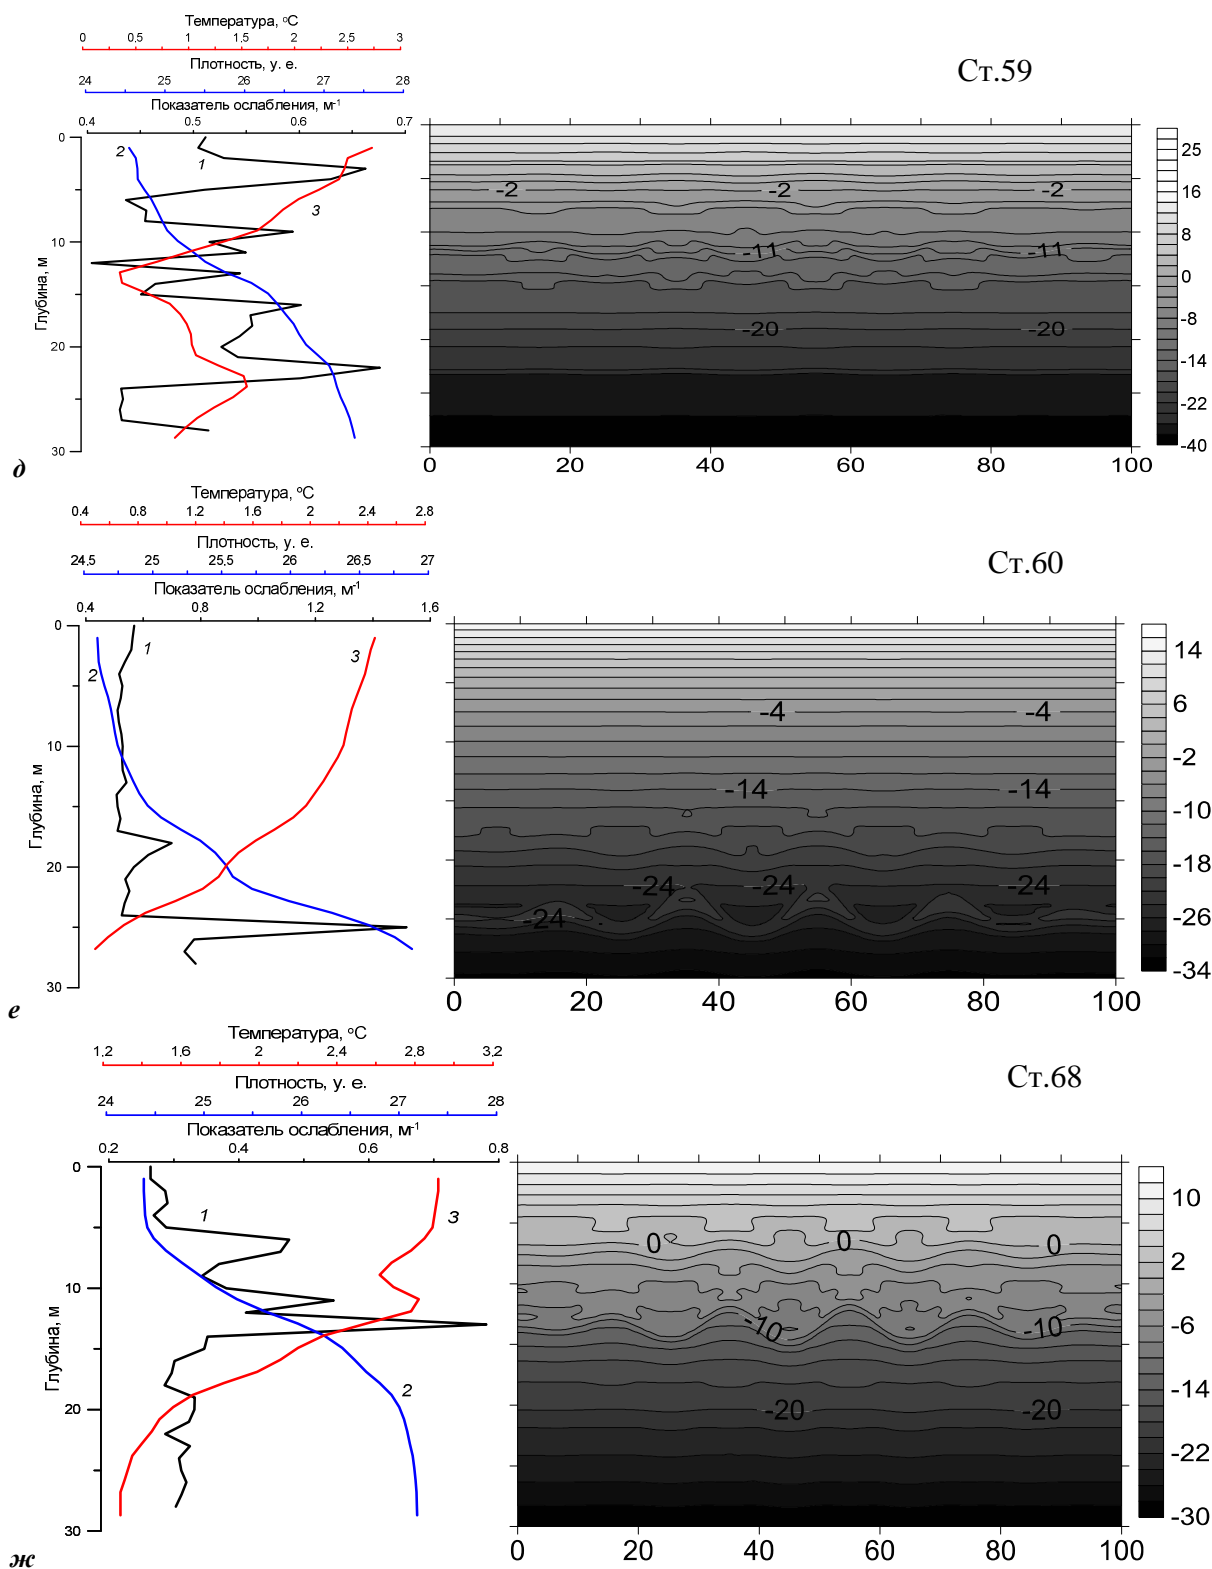 Температура, ºC
0 0,5 1 1,5 2 2,5 3
Плотность, у. е.
24 25 26 27 28
Показатель ослабления, м-1
0.4 0.5 0.6 0.7
Ст.59
0
10
20
30
Глубина, м
2
1
3
-2 -2 -2
-11 -11
-20 -20
25
16
8
0
-8
-14
-22
-40
0 20 40 60 80 100
д
Температура, ºC
0.4 0.8 1.2 1.6 2 2.4 2.8
Плотность, у. е.
24,5 25 25,5 26 26,5 27
Показатель ослабления, м-1
0.4 0.8 1.2 1.6
Ст.60
0
10
20
30
Глубина, м
1
2
3
-4 -4
-14 -14
-24 -24 -24
-24
14
6
-2
-10
-18
-26
-34
0 20 40 60 80 100
е
Температура, ºC
1.2 1.6 2 2.4 2.8 3.2
Плотность, у. е.
24 25 26 27 28
Показатель ослабления, м-1
0.2 0.4 0.6 0.8
Ст.68
0
10
20
30
Глубина, м
1
3
2
0 0 0
-10 -10
-20 -20
10
2
-6
-14
-22
-30
0 20 40 60 80 100
ж